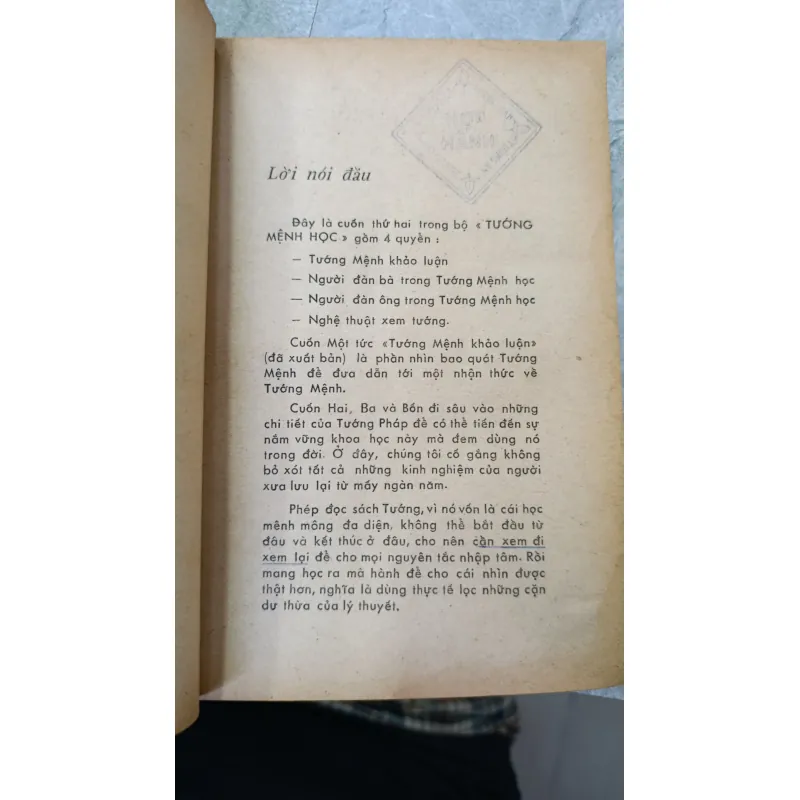 Lời nói đầu
Đây là cuốn thứ hai trong bộ « TƯỚNG
MỆNH HỌC » gồm 4 quyển :
— Tướng Mệnh khảo luận
— Người đàn bà trong Tướng Mệnh học
— Người đàn ông trong Tướng Mệnh học
— Nghệ thuật xem tướng.
Cuốn Một tức «Tướng Mệnh khảo luận»
(đã xuất bản) là phần nhìn bao quát Tướng
Mệnh để đưa dẫn tới một nhận thức về
Tướng Mệnh.
Cuốn Hai, Ba và Bốn đi sâu vào những
chi tiết của Tướng Pháp để có thể tiến đến sự
nắm vững khoa học này mà đem dùng nó
trong đời. Ở đây, chúng tôi cố gắng không
bỏ xót tất cả những kinh nghiệm của người
xưa lưu lại từ mấy ngàn năm.
Phép đọc sách Tướng, vì nó vốn là cái học
mênh mông đa diện, không thể bắt đầu từ
đâu và kết thúc ở đâu, cho nên cần xem đi
xem lại để cho mọi nguyên tắc nhập tâm. Rồi
mang học ra mà hành để cho cái nhìn được
thật hơn, nghĩa là dùng thực tế lọc những cặn
dư thừa của lý thuyết.